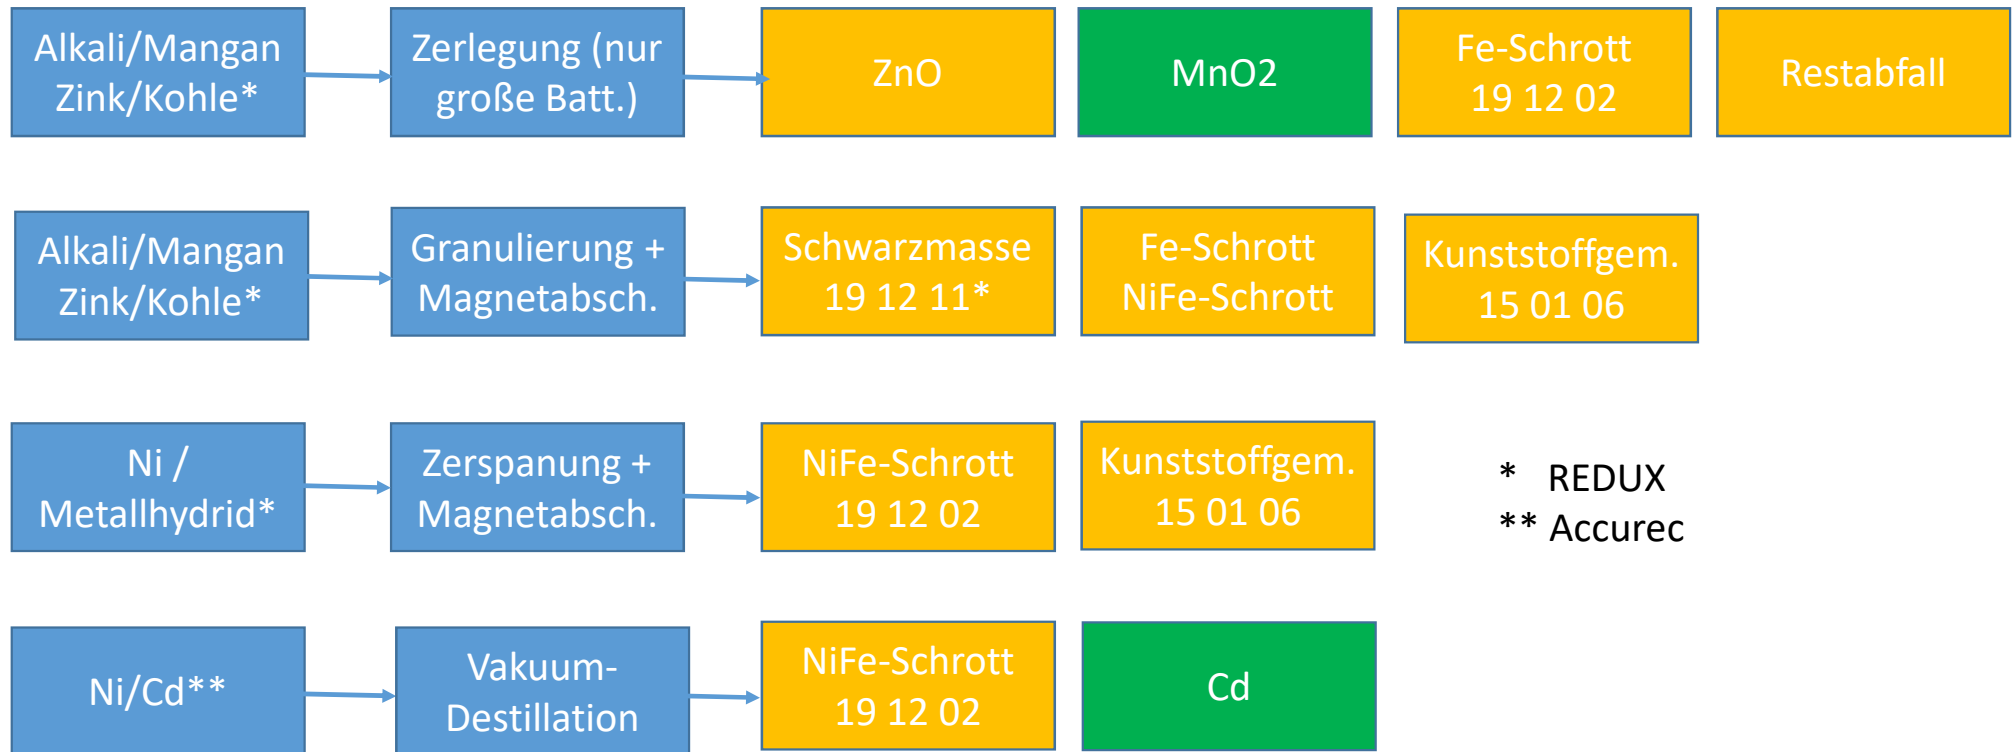 Alkali/Mangan
Zink/Kohle*
Zerlegung (nur
große Batt.)
ZnO
MnO2
Fe-Schrott
19 12 02
Restabfall
Alkali/Mangan
Zink/Kohle*
Granulierung +
Magnetabsch.
Schwarzmasse
19 12 11*
Fe-Schrott
NiFe-Schrott
Kunststoffgem.
15 01 06
Ni /
Metallhydrid*
Zerspanung +
Magnetabsch.
NiFe-Schrott
19 12 02
Kunststoffgem.
15 01 06
* REDUX
** Accurec
Ni/Cd**
Vakuum-
Destillation
NiFe-Schrott
19 12 02
Cd